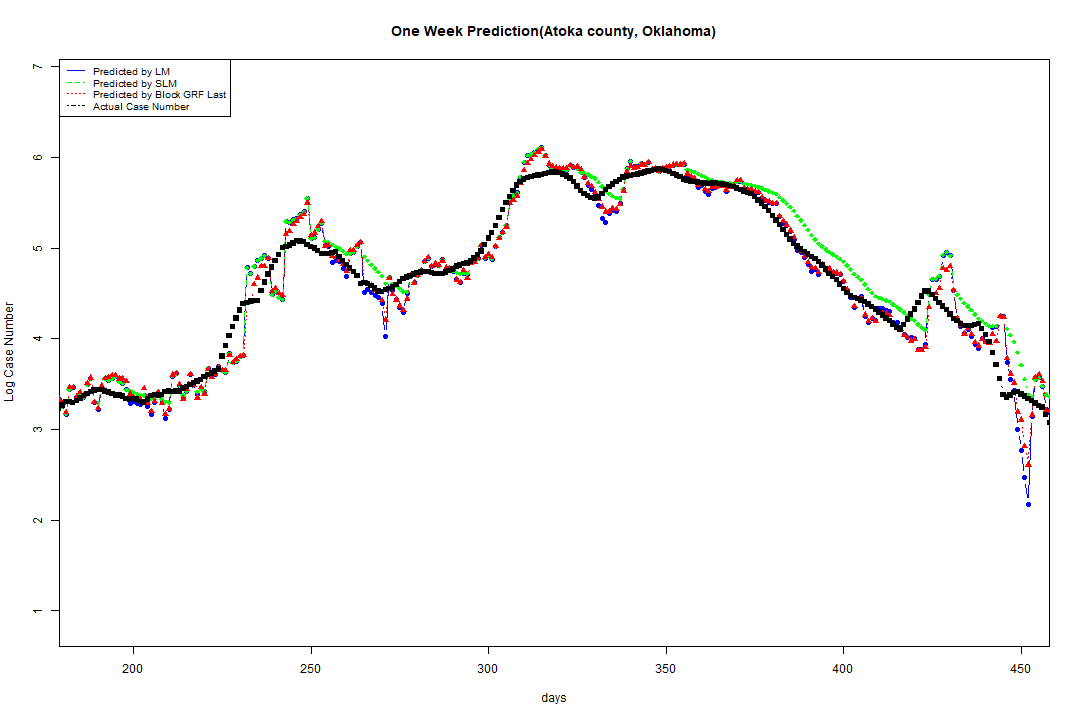 One Week Prediction(Atoka county, Oklahoma)
Predicted by LM
Predicted by SLM
Predicted by Block GRF Last
Actual Case Number
7
6
5
4
3
2
1
Log Case Number
200 250 300 350 400 450
days